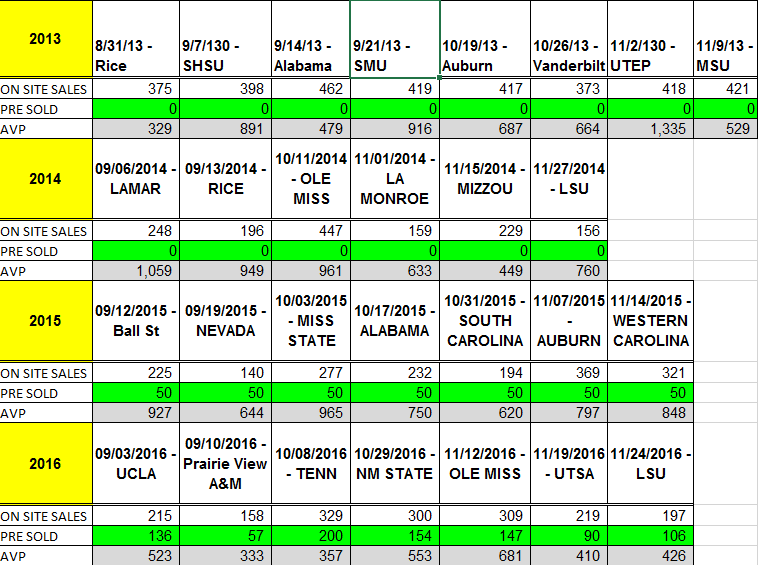 2013 8/31/13 - Rice 9/7/130 - SHSU 9/14/13 - Alabama 9/21/13 - SMU 10/19/13 - Auburn 10/26/13 - Vanderbilt 11/2/130 - UTEP 11/9/13 - MSU
ON SITE SALES 375 398 462 419 417 373 418 421
PRE SOLD 0 0 0 0 0 0 0 0
AVP 329 891 479 916 687 664 1,335 529
2014 09/06/2014 - LAMAR 09/13/2014 - RICE 10/11/2014 - OLE MISS 11/01/2014 - LA MONROE 11/15/2014 - MIZZOU 11/27/2014 - LSU
ON SITE SALES 248 196 447 159 229 156
PRE SOLD 0 0 0 0 0 0
AVP 1,059 949 961 633 449 760
2015 09/12/2015 - Ball St 09/19/2015 - NEVADA 10/03/2015 - MISS STATE 10/17/2015 - ALABAMA 10/31/2015 - SOUTH CAROLINA 11/07/2015 - AUBURN 11/14/2015 - WESTERN CAROLINA
ON SITE SALES 225 140 277 232 194 369 321
PRE SOLD 50 50 50 50 50 50 50
AVP 927 644 965 750 620 797 848
2016 09/03/2016 - UCLA 09/10/2016 - Prairie View A&M 10/08/2016 - TENN 10/29/2016 - NM STATE 11/12/2016 - OLE MISS 11/19/2016 - UTSA 11/24/2016 - LSU
ON SITE SALES 215 158 329 300 309 219 197
PRE SOLD 136 57 200 154 147 90 106
AVP 523 333 357 553 681 410 426